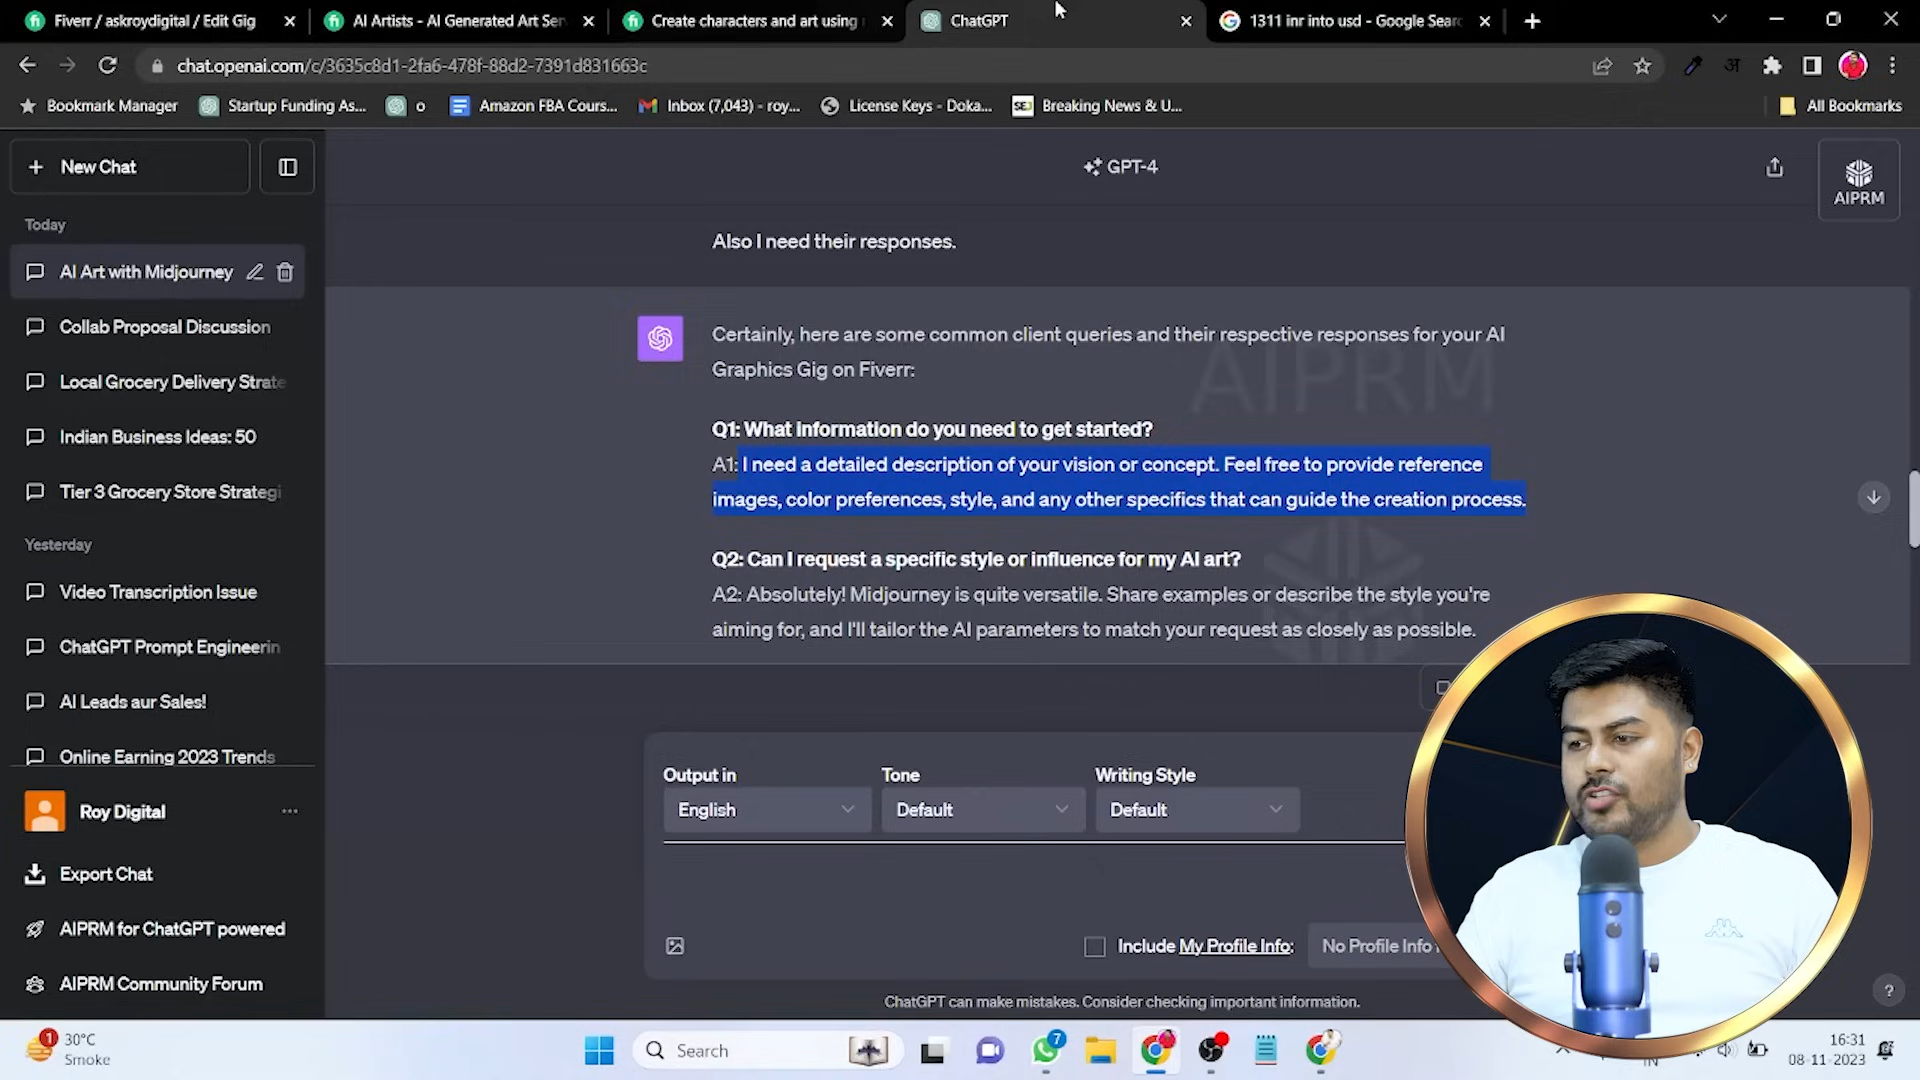 Fiverr / askroydigital / Edit Gig
AI Artists - AI Generated Art Ser
Create characters and art using
ChatGPT
1311 inr into usd - Google Sear
chat.openai.com/c/3635c8d1-2fa6-478f-88d2-7391d831663c
Bookmark Manager
Startup Funding As...
o
Amazon FBA Cours...
Inbox (7,043) - roy...
License Keys - Doka...
SEJ
Breaking News & U...
All Bookmarks
New Chat
GPT-4
AIPRM
Today
AI Art with Midjourney
Collab Proposal Discussion
Local Grocery Delivery Strate
Indian Business Ideas: 50
Tier 3 Grocery Store Strategi
Yesterday
Video Transcription Issue
ChatGPT Prompt Engineerin
AI Leads aur Sales!
Online Earning 2023 Trends
Roy Digital
Export Chat
AIPRM for ChatGPT powered
AIPRM Community Forum
Also I need their responses.
Certainly, here are some common client queries and their respective responses for your AI
Graphics Gig on Fiverr:
AIPRM
Q1: What information do you need to get started?
A1: I need a detailed description of your vision or concept. Feel free to provide reference
images, color preferences, style, and any other specifics that can guide the creation process.
Q2: Can I request a specific style or influence for my AI art?
A2: Absolutely! Midjourney is quite versatile. Share examples or describe the style you're
aiming for, and I'll tailor the AI parameters to match your request as closely as possible.
Output in
Tone
Writing Style
English
Default
Default
Include My Profile Info:
No Profile Info
ChatGPT can make mistakes. Consider checking important information.
?
1
30°C
Smoke
Search
7
IN
16:31
08-11-2023